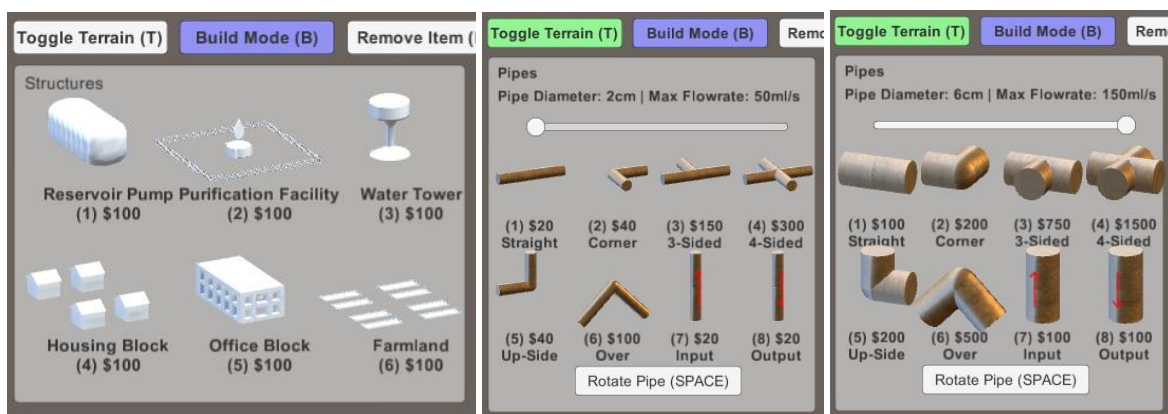 Toggle Terrain (T) Build Mode (B) Remove Item (
Structures
Reservoir Pump Purification Facility Water Tower
(1) $100 (2) $100 (3) $100
Housing Block Office Block Farmland
(4) $100 (5) $100 (6) $100
Toggle Terrain (T) Build Mode (B) Remo
Pipes
Pipe Diameter: 2cm | Max Flowrate: 50ml/s
(1) $20 (2) $40 (3) $150 (4) $300
Straight Corner 3-Sided 4-Sided
(5) $40 (6) $100 (7) $20 (8) $20
Up-Side Over Input Output
Rotate Pipe (SPACE)
Toggle Terrain (T) Build Mode (B) Rem
Pipes
Pipe Diameter: 6cm | Max Flowrate: 150ml/s
(1) $100 (2) $200 (3) $750 (4) $1500
Straight Corner 3-Sided 4-Sided
(5) $200 (6) $500 (7) $100 (8) $100
Up-Side Over Input Output
Rotate Pipe (SPACE)